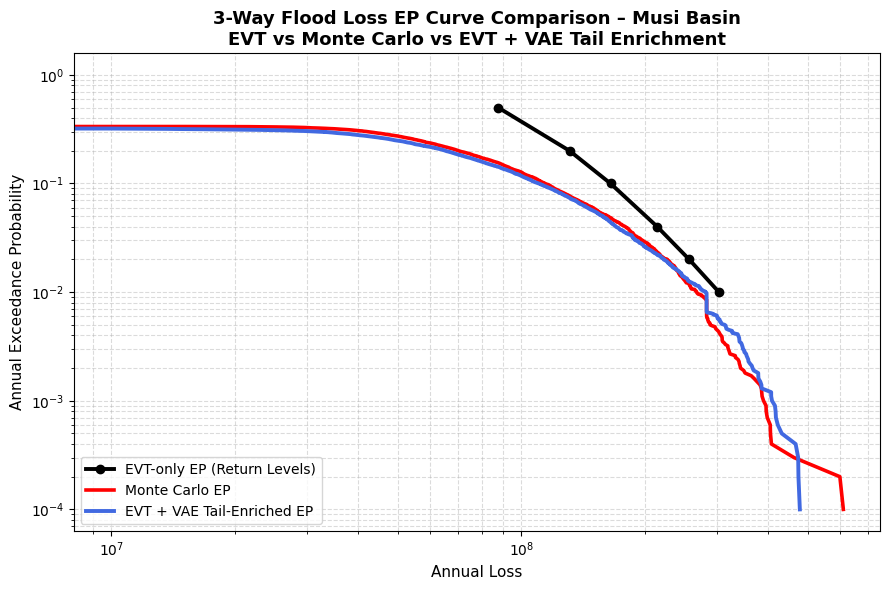 3-Way Flood Loss EP Curve Comparison – Musi Basin
EVT vs Monte Carlo vs EVT + VAE Tail Enrichment
Annual Exceedance Probability
10⁰
10⁻¹
10⁻²
10⁻³
10⁻⁴
EVT-only EP (Return Levels)
Monte Carlo EP
EVT + VAE Tail-Enriched EP
10⁷
10⁸
Annual Loss